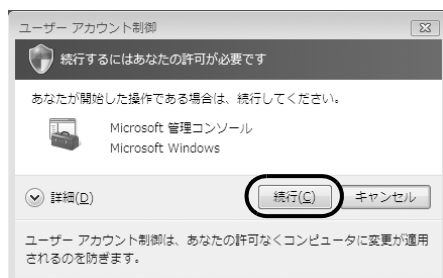 ユーザー アカウント制御
続行するにはあなたの許可が必要です
あなたが開始した操作である場合は、続行してください。
Microsoft 管理コンソール
Microsoft Windows
詳細(D)
続行(C)
キャンセル
ユーザー アカウント制御は、あなたの許可なくコンピュータに変更が適用
されるのを防ぎます。